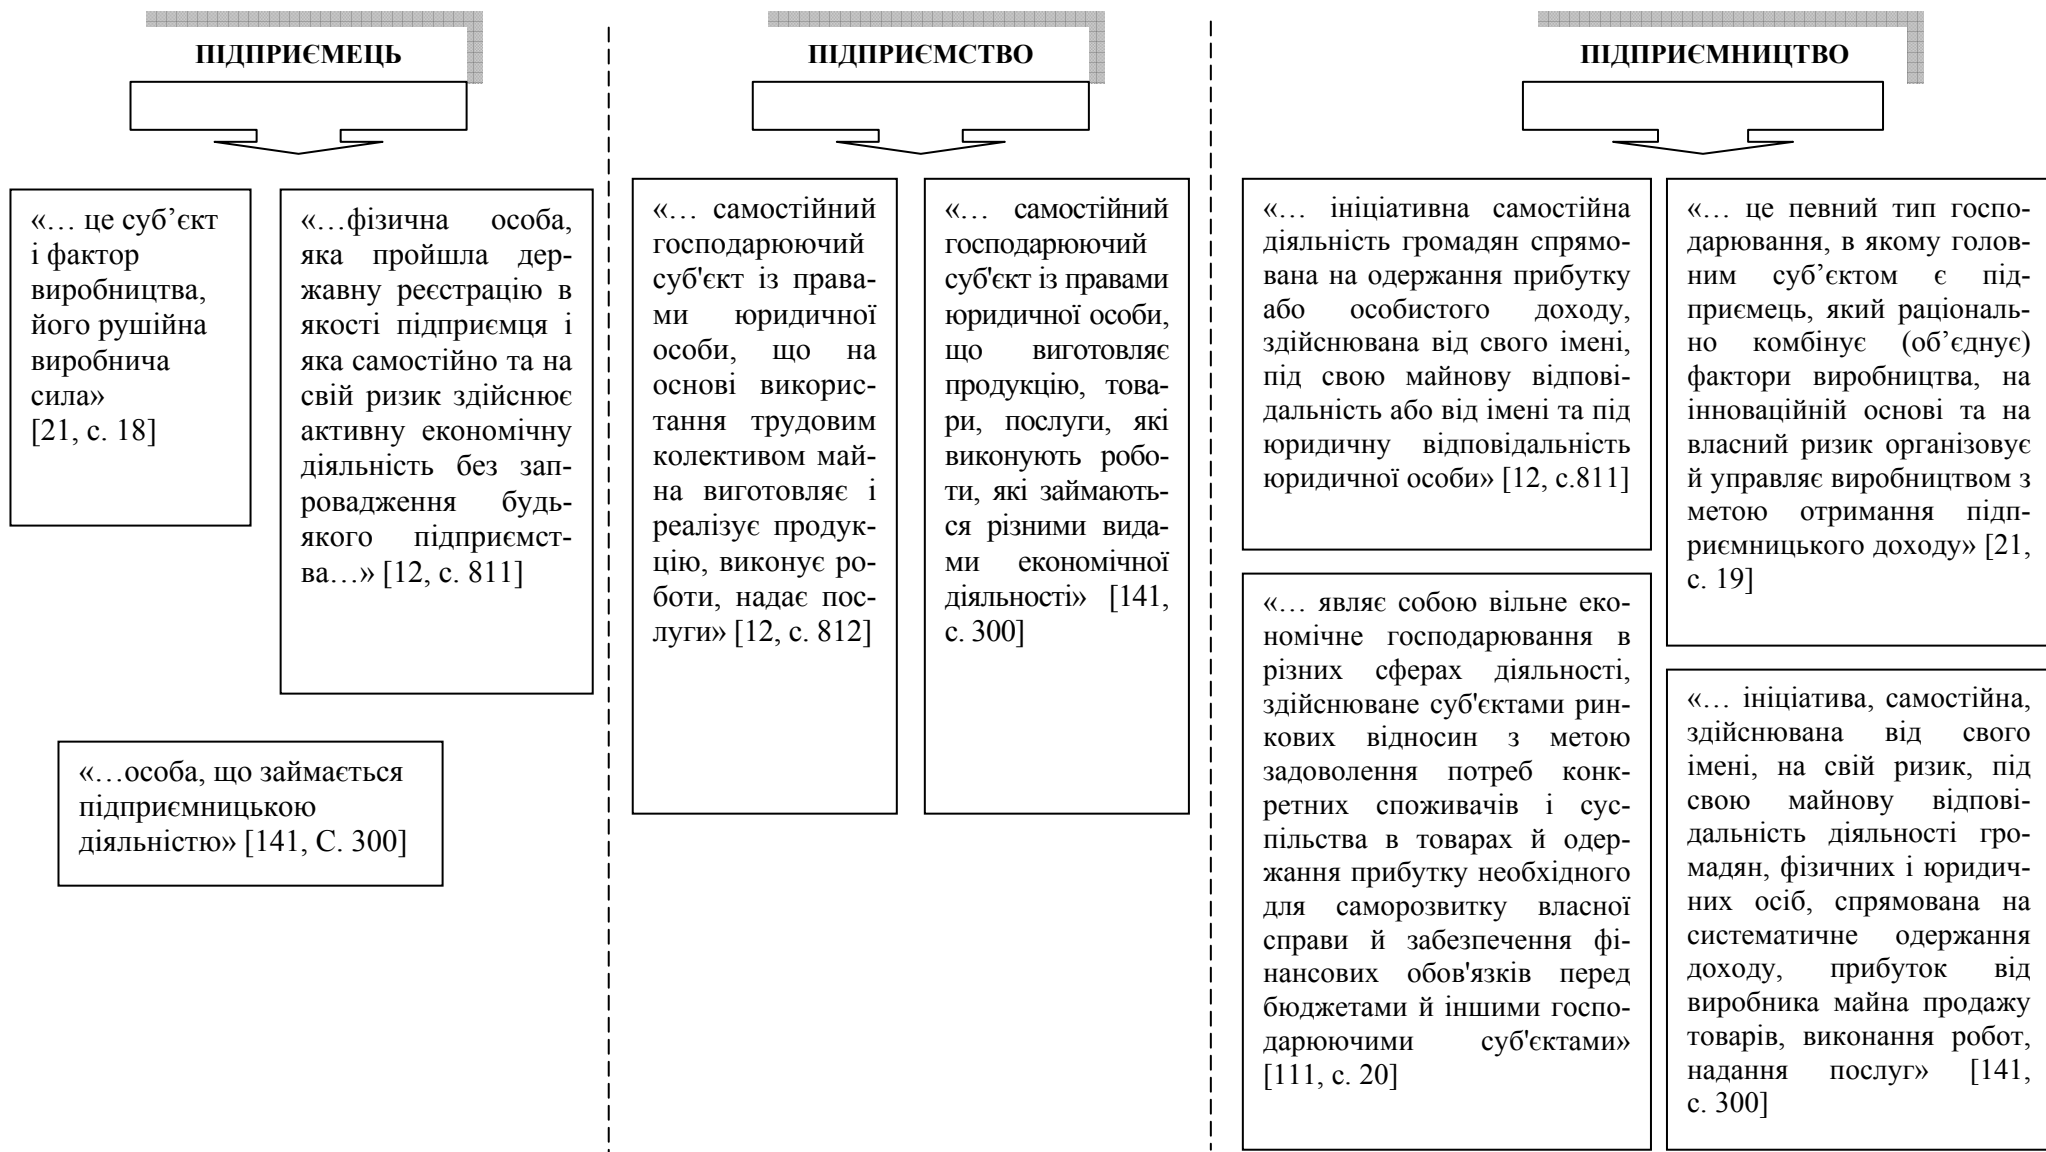 ПІДПРИЄМЕЦЬ
«… це суб’єкт
і фактор
виробництва,
його рушійна
виробнича
сила»
[21, с. 18]
«…фізична особа,
яка пройшла дер-
жавну реєстрацію в
якості підприємця і
яка самостійно та на
свій ризик здійснює
активну економічну
діяльність без зап-
ровадження будь-
якого підприємст-
ва…» [12, с. 811]
«…особа, що займається
підприємницькою
діяльністю» [141, С. 300]
ПІДПРИЄМСТВО
«… самостійний
господарюючий
суб'єкт із права-
ми юридичної
особи, що на
основі викорис-
тання трудовим
колективом май-
на виготовляє і
реалізує продук-
цію, виконує ро-
боти, надає пос-
луги» [12, с. 812]
«… самостійний
господарюючий
суб'єкт із правами
юридичної особи,
що виготовляє
продукцію, това-
ри, послуги, які
виконують робо-
ти, які займають-
ся різними вида-
ми економічної
діяльності» [141,
с. 300]
ПІДПРИЄМНИЦТВО
«… ініціативна самостійна
діяльність громадян спрямо-
вана на одержання прибутку
або особистого доходу,
здійснювана від свого імені,
під свою майнову відпові-
дальність або від імені та під
юридичну відповідальність
юридичної особи» [12, с.811]
«… являє собою вільне еко-
номічне господарювання в
різних сферах діяльності,
здійснюване суб'єктами рин-
кових відносин з метою
задоволення потреб конк-
ретних споживачів і сус-
пільства в товарах й одер-
жання прибутку необхідного
для саморозвитку власної
справи й забезпечення фі-
нансових обов'язків перед
бюджетами й іншими госпо-
дарюючими суб'єктами»
[111, с. 20]
«… це певний тип госпо-
дарювання, в якому голов-
ним суб’єктом є під-
приємець, який раціональ-
но комбінує (об’єднує)
фактори виробництва, на
інноваційній основі та на
власний ризик організовує
й управляє виробництвом з
метою отримання підп-
риємницького доходу» [21,
с. 19]
«… ініціатива, самостійна,
здійснювана від свого
імені, на свій ризик, під
свою майнову відпові-
дальність діяльності гро-
мадян, фізичних і юридич-
них осіб, спрямована на
систематичне одержання
доходу, прибуток від
виробника майна продажу
товарів, виконання робот,
надання послуг» [141,
с. 300]